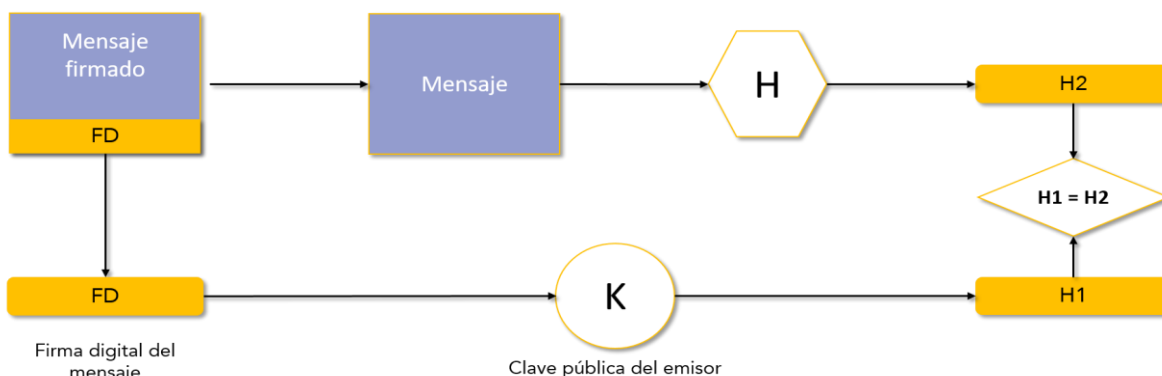 Mensaje
firmado
FD
Mensaje
H
H2
H1 = H2
FD
K
H1
Firma digital del
mensaje
Clave pública del emisor